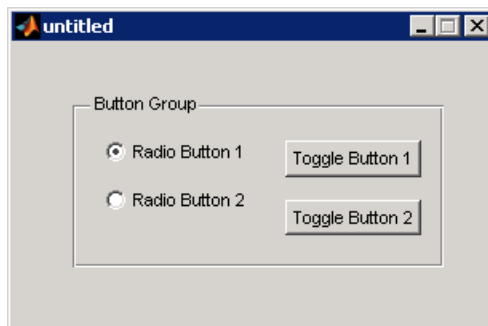 untitled
Button Group
Radio Button 1
Toggle Button 1
Radio Button 2
Toggle Button 2